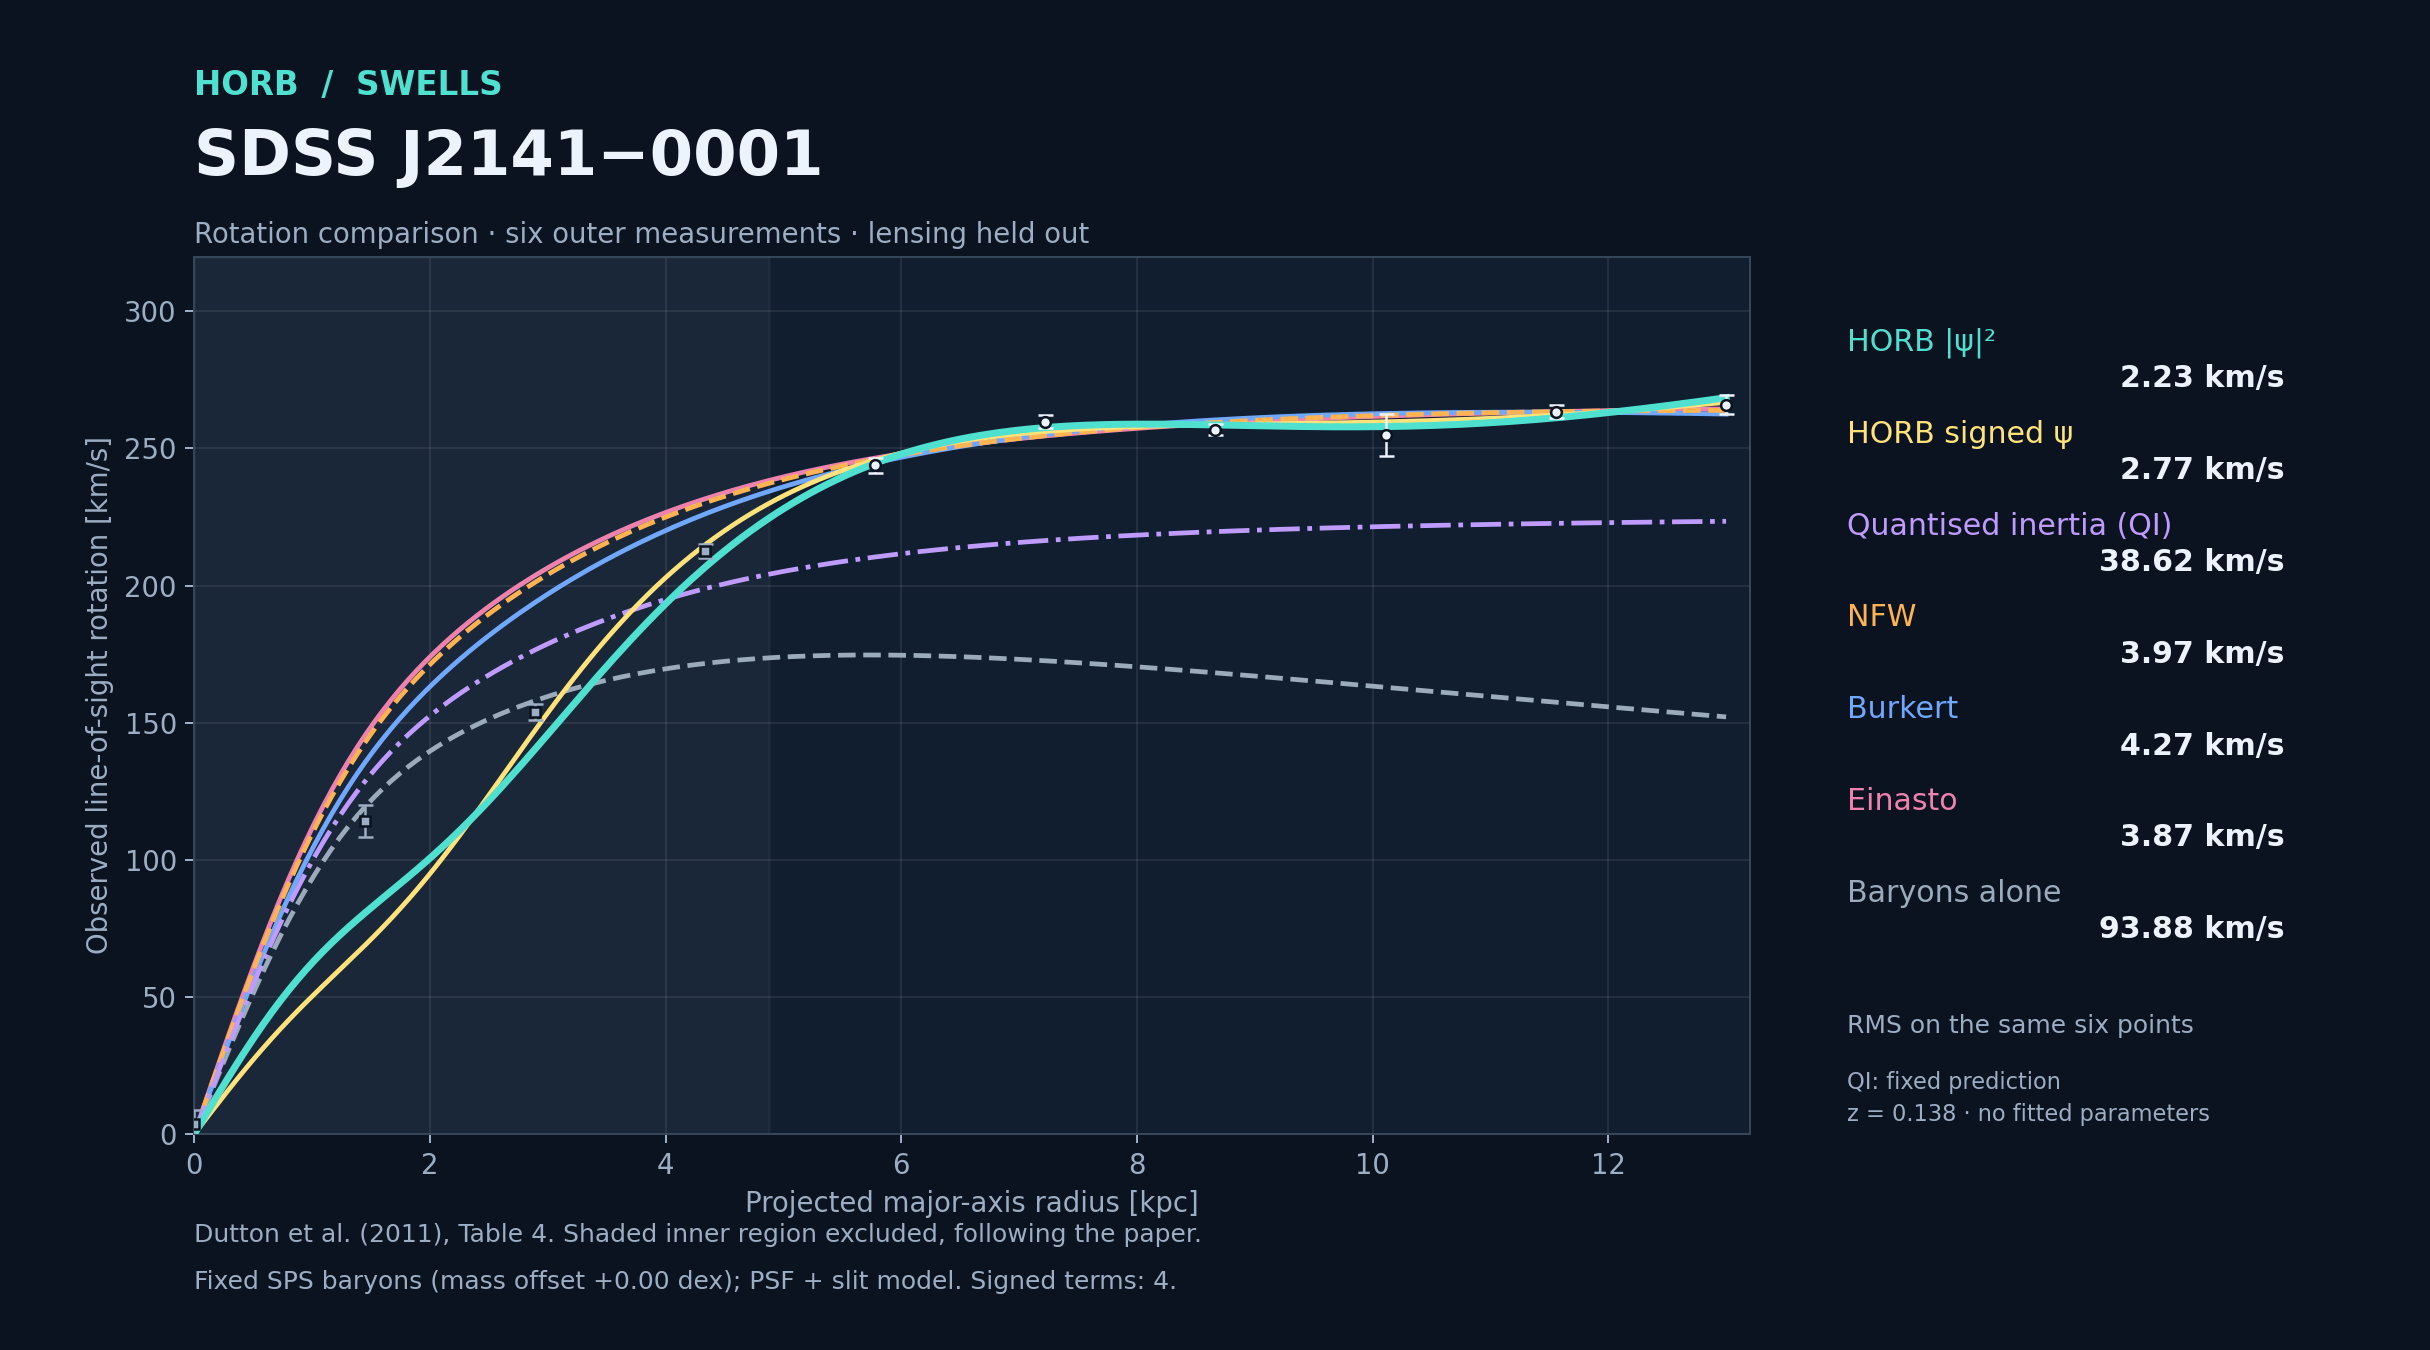 HORB / SWELLS
SDSS J2141−0001
Rotation comparison · six outer measurements · lensing held out
Observed line-of-sight rotation [km/s]
300
250
200
150
100
50
0
0 2 4 6 8 10 12
Projected major-axis radius [kpc]
HORB |ψ|²
2.23 km/s
HORB signed ψ
2.77 km/s
Quantised inertia (QI)
38.62 km/s
NFW
3.97 km/s
Burkert
4.27 km/s
Einasto
3.87 km/s
Baryons alone
93.88 km/s
RMS on the same six points
QI: fixed prediction
z = 0.138 · no fitted parameters
Dutton et al. (2011), Table 4. Shaded inner region excluded, following the paper.
Fixed SPS baryons (mass offset +0.00 dex); PSF + slit model. Signed terms: 4.